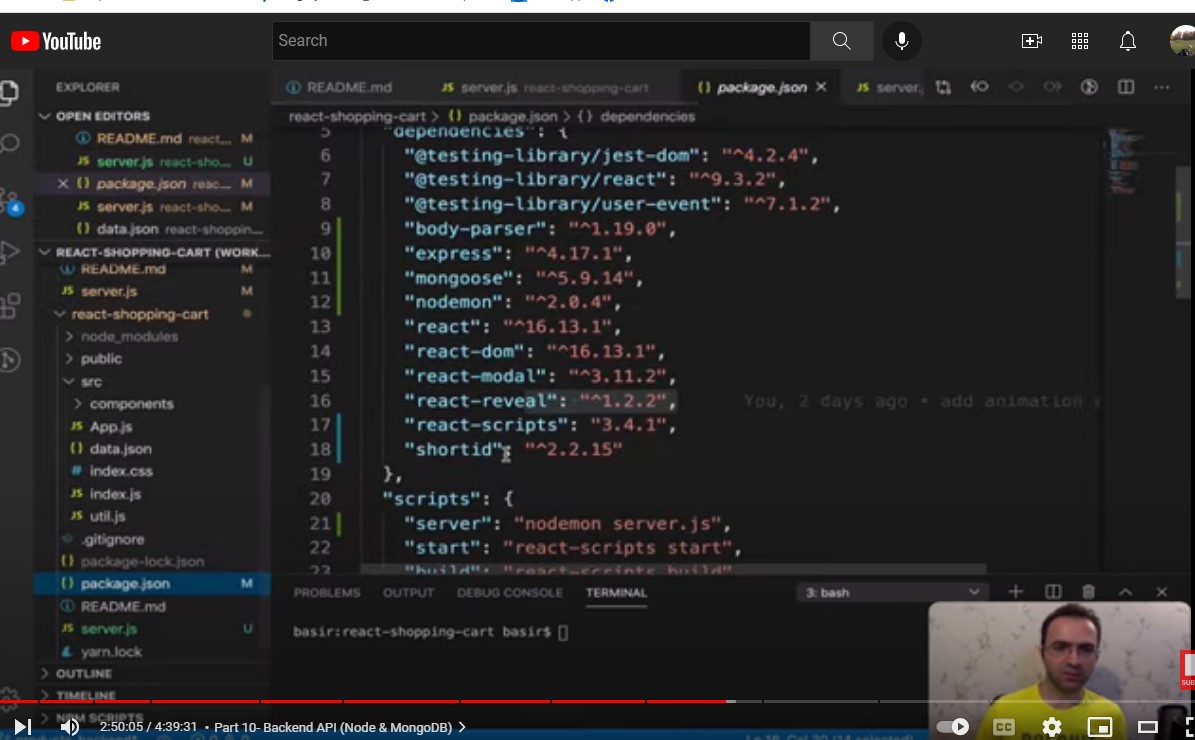 YouTube
Search
EXPLORER
README.md
JS server.js react-shopping-cart
{} package.json ×
JS server.
OPEN EDITORS
README.md react... M
JS server.js react-sho... U
× {} package.json reac... M
JS server.js react-sho... M
{} data.json react-shoppin...
REACT-SHOPPING-CART (WORK...
README.md M
JS server.js M
react-shopping-cart
> node_modules
> public
src
> components
JS App.js
{} data.json
# index.css
JS index.js
JS util.js
.gitignore
{} package-lock.json
{} package.json M
README.md
JS server.js U
yarn.lock
> OUTLINE
> TIMELINE
> NPM SCRIPTS
4
react-shopping-cart > {} package.json > {} dependencies
5 "dependencies": {
6 "@testing-library/jest-dom": "^4.2.4",
7 "@testing-library/react": "^9.3.2",
8 "@testing-library/user-event": "^7.1.2",
9 "body-parser": "^1.19.0",
10 "express": "^4.17.1",
11 "mongoose": "^5.9.14",
12 "nodemon": "^2.0.4",
13 "react": "^16.13.1",
14 "react-dom": "^16.13.1",
15 "react-modal": "^3.11.2",
16 "react-reveal": "^1.2.2", You, 2 days ago • add animation
17 "react-scripts": "3.4.1",
18 "shortid": "^2.2.15"
19 },
20 "scripts": {
21 "server": "nodemon server.js",
22 "start": "react-scripts start",
23 "build": "react-scripts build"
PROBLEMS OUTPUT DEBUG CONSOLE TERMINAL 3: bash
basir:react-shopping-cart basir$
SUB
2:50:05 / 4:39:31 • Part 10- Backend API (Node & MongoDB) >
CC